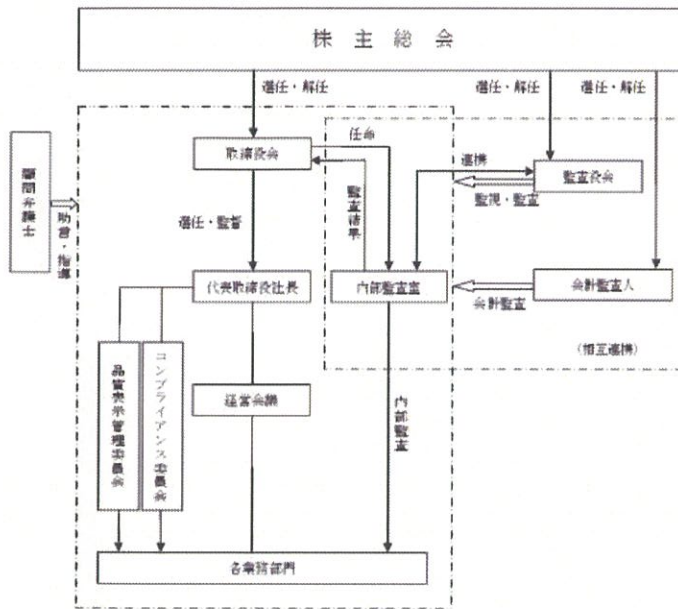 株主総会
選任・解任
選任・解任
選任・解任
取締役会
任命
連携
監査役会
監視・監査
監査結果
顧問弁護士
助言・指導
選任・監督
代表取締役社長
内部監査室
会計監査人
会計監査
(相互連携)
品質表示管理委員会
コンプライアンス委員会
経営会議
内部監査
各業務部門